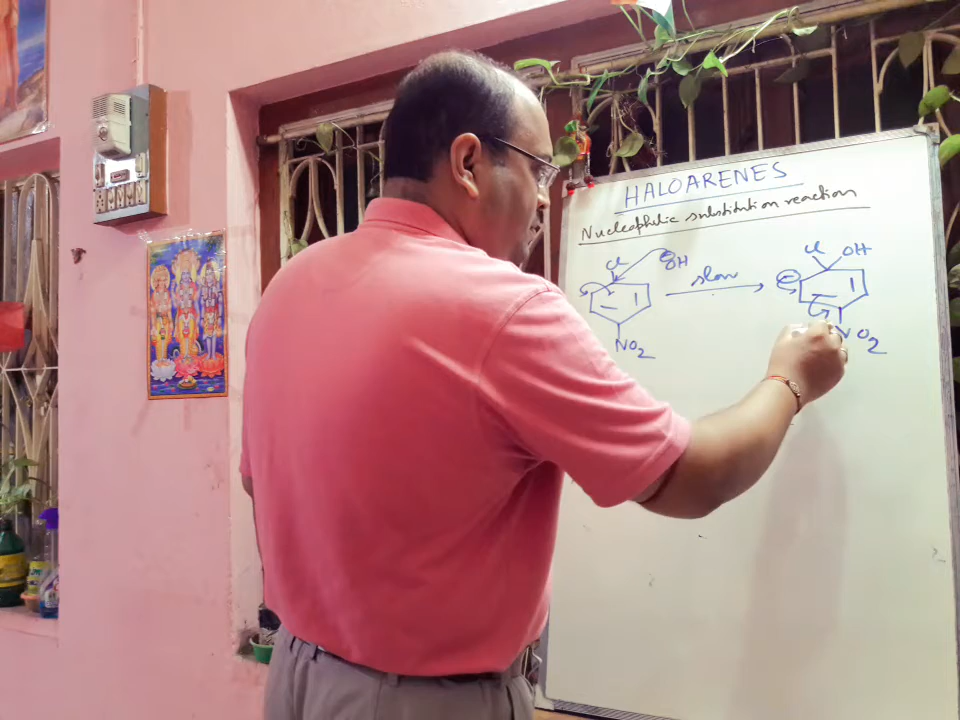 HALOARENES
Nucleophilic substitution reaction
Cl ⊖OH slow Cl OH
⊖
NO2 NO2